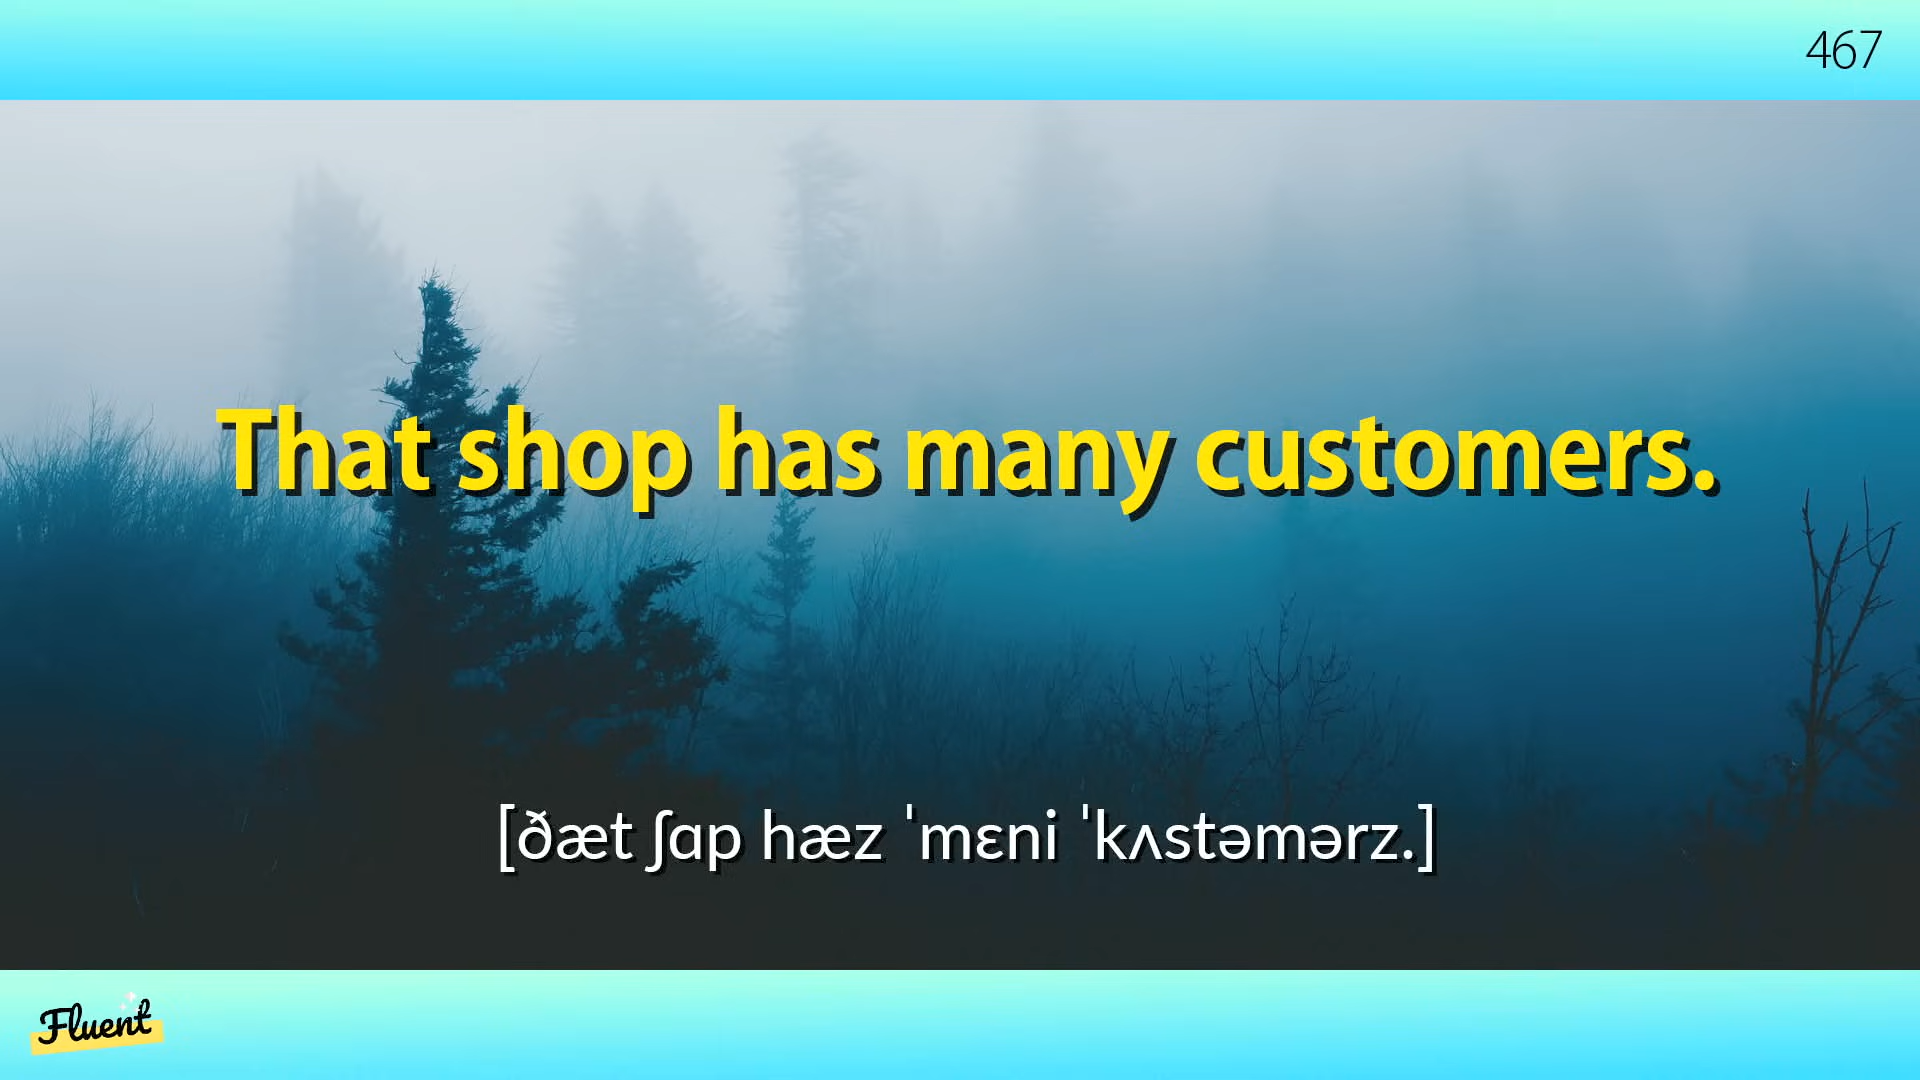 467
That shop has many customers.
[ðæt ʃɑp hæz ˈmɛni ˈkʌstəmərz.]
Fluent